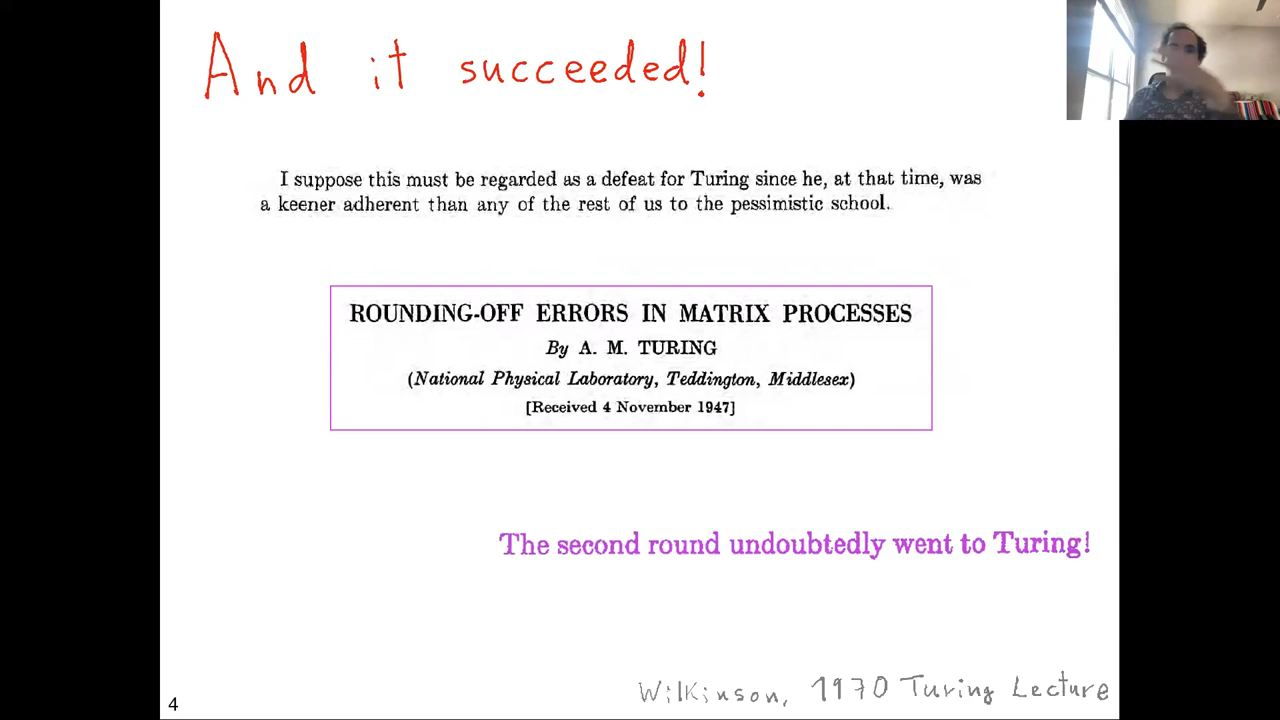 And it succeeded!
I suppose this must be regarded as a defeat for Turing since he, at that time, was
a keener adherent than any of the rest of us to the pessimistic school.
ROUNDING-OFF ERRORS IN MATRIX PROCESSES
By A. M. TURING
(National Physical Laboratory, Teddington, Middlesex)
[Received 4 November 1947]
The second round undoubtedly went to Turing!
Wilkinson, 1970 Turing Lecture
4